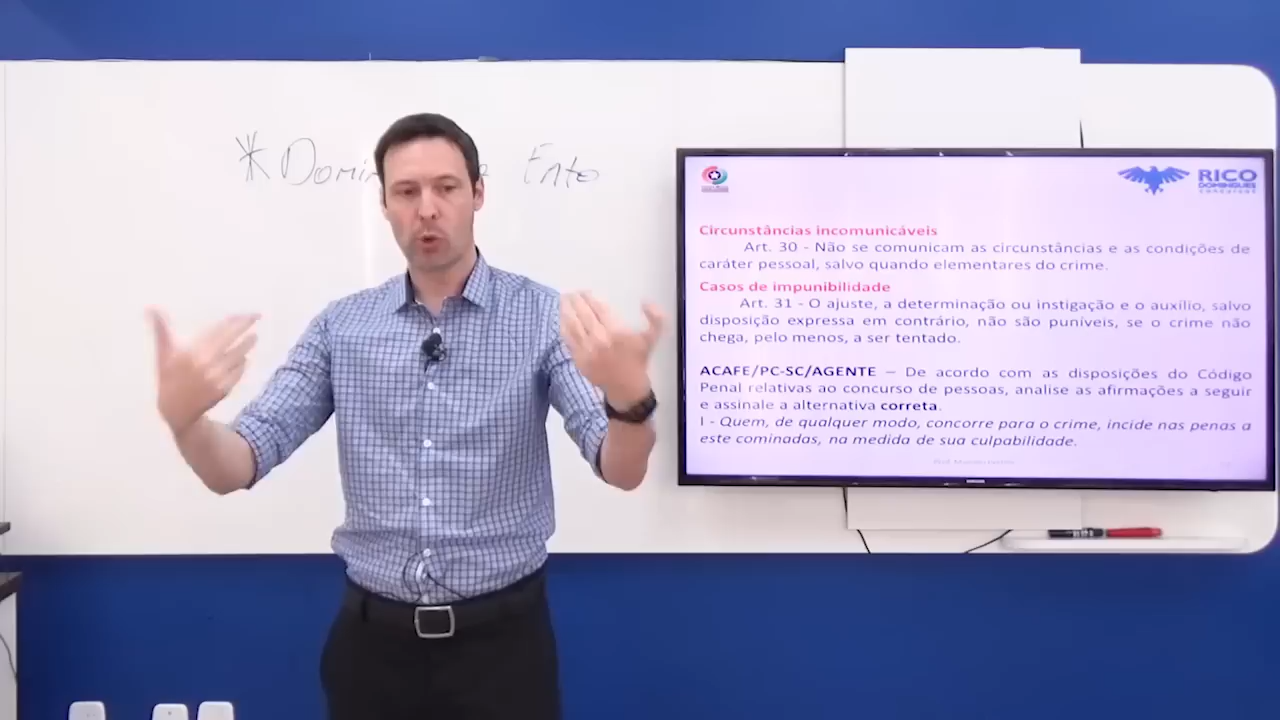 * Domin Ento
RICO
DOMINGUES
CONCURSOS
Circunstâncias incomunicáveis
Art. 30 - Não se comunicam as circunstâncias e as condições de
caráter pessoal, salvo quando elementares do crime.
Casos de impunibilidade
Art. 31 - O ajuste, a determinação ou instigação e o auxílio, salvo
disposição expressa em contrário, não são puníveis, se o crime não
chega, pelo menos, a ser tentado.
ACAFE/PC-SC/AGENTE – De acordo com as disposições do Código
Penal relativas ao concurso de pessoas, analise as afirmações a seguir
e assinale a alternativa correta.
I - Quem, de qualquer modo, concorre para o crime, incide nas penas a
este cominadas, na medida de sua culpabilidade.